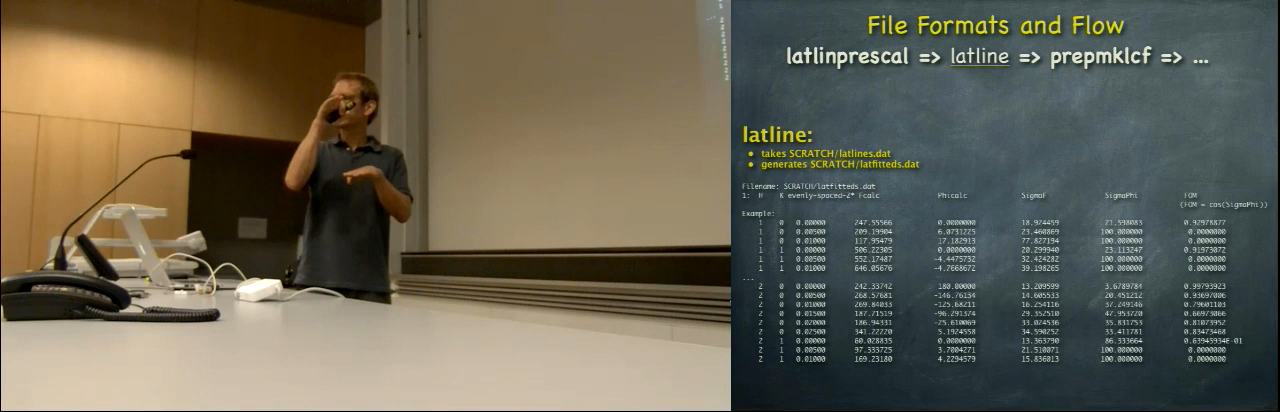 File Formats and Flow
latlinprescal => latline => prepmklcf => ...
latline:
• takes SCRATCH/latlines.dat
• generates SCRATCH/latfitteds.dat
Filename: SCRATCH/latfitteds.dat
1: H K evenly-spaced-Z* Fcalc Phicalc SigmaF SigmaPhi FOM
(FOM = cos(SigmaPhi))
Example:
1 0 0.00000 247.55566 0.0000000 18.924459 21.598083 0.92978877
1 0 0.00500 209.19904 6.0731225 23.460869 100.000000 0.0000000
1 0 0.01000 117.95479 17.182913 77.827194 100.000000 0.0000000
1 1 0.00000 506.22305 0.0000000 20.299940 23.113247 0.91973072
1 1 0.00500 552.17487 -4.4475732 32.424282 100.000000 0.0000000
1 1 0.01000 646.05676 -4.7668672 39.198265 100.000000 0.0000000
...
2 0 0.00000 242.33742 180.00000 13.209599 3.6789784 0.99793923
2 0 0.00500 268.57681 -146.76134 14.605533 20.451212 0.93697006
2 0 0.01000 269.84033 -125.68211 16.254116 37.249146 0.79601103
2 0 0.01500 187.71519 -96.291374 29.352510 47.953720 0.66973066
2 0 0.02000 186.94331 -25.610069 33.074536 35.831753 0.81073952
2 0 0.02500 341.22220 5.1924558 34.590252 33.411781 0.83473468
2 1 0.00000 60.028835 0.0000000 13.363790 86.333664 0.63945934E-01
2 1 0.00500 97.333725 3.7004271 21.510071 100.000000 0.0000000
2 1 0.01000 169.23180 4.2294579 15.836013 100.000000 0.0000000